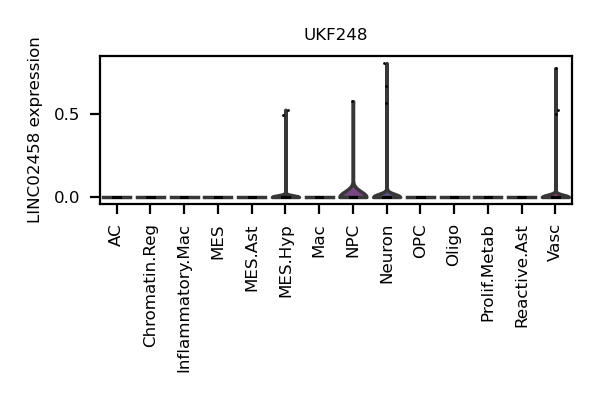 UKF248
LINC02458 expression
0.5
0.0
AC
Chromatin.Reg
Inflammatory.Mac
MES
MES.Ast
MES.Hyp
Mac
NPC
Neuron
OPC
Oligo
Prolif.Metab
Reactive.Ast
Vasc